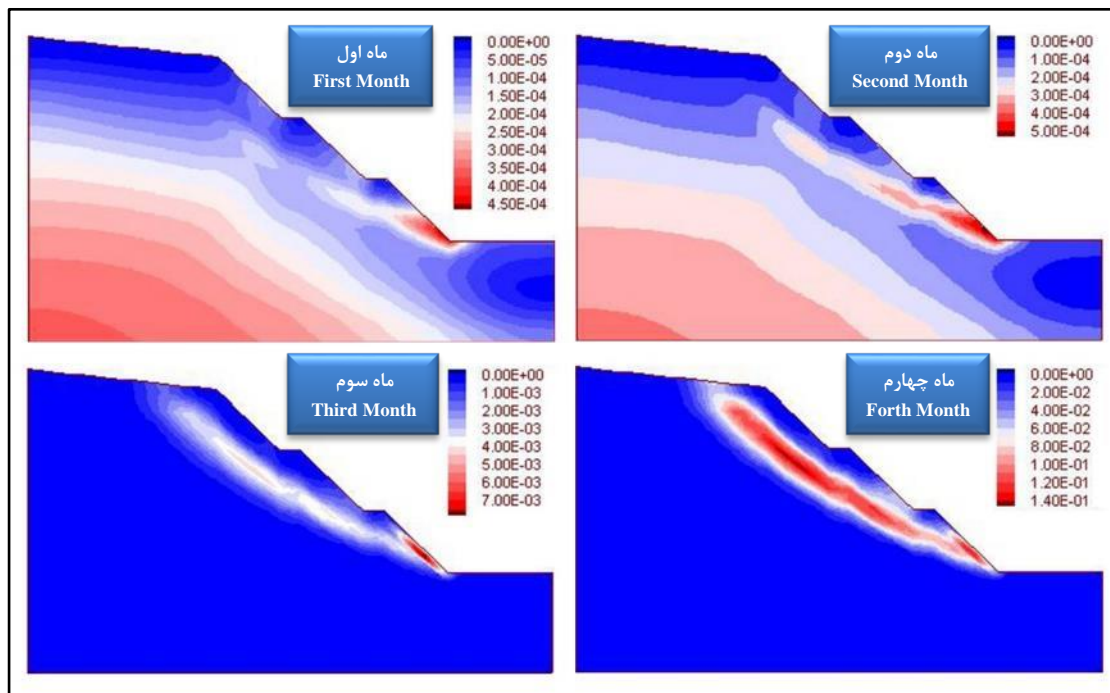 ماه اول
First Month
0.00E+00
5.00E-05
1.00E-04
1.50E-04
2.00E-04
2.50E-04
3.00E-04
3.50E-04
4.00E-04
4.50E-04
ماه دوم
Second Month
0.00E+00
1.00E-04
2.00E-04
3.00E-04
4.00E-04
5.00E-04
ماه سوم
Third Month
0.00E+00
1.00E-03
2.00E-03
3.00E-03
4.00E-03
5.00E-03
6.00E-03
7.00E-03
ماه چهارم
Forth Month
0.00E+00
2.00E-02
4.00E-02
6.00E-02
8.00E-02
1.00E-01
1.20E-01
1.40E-01